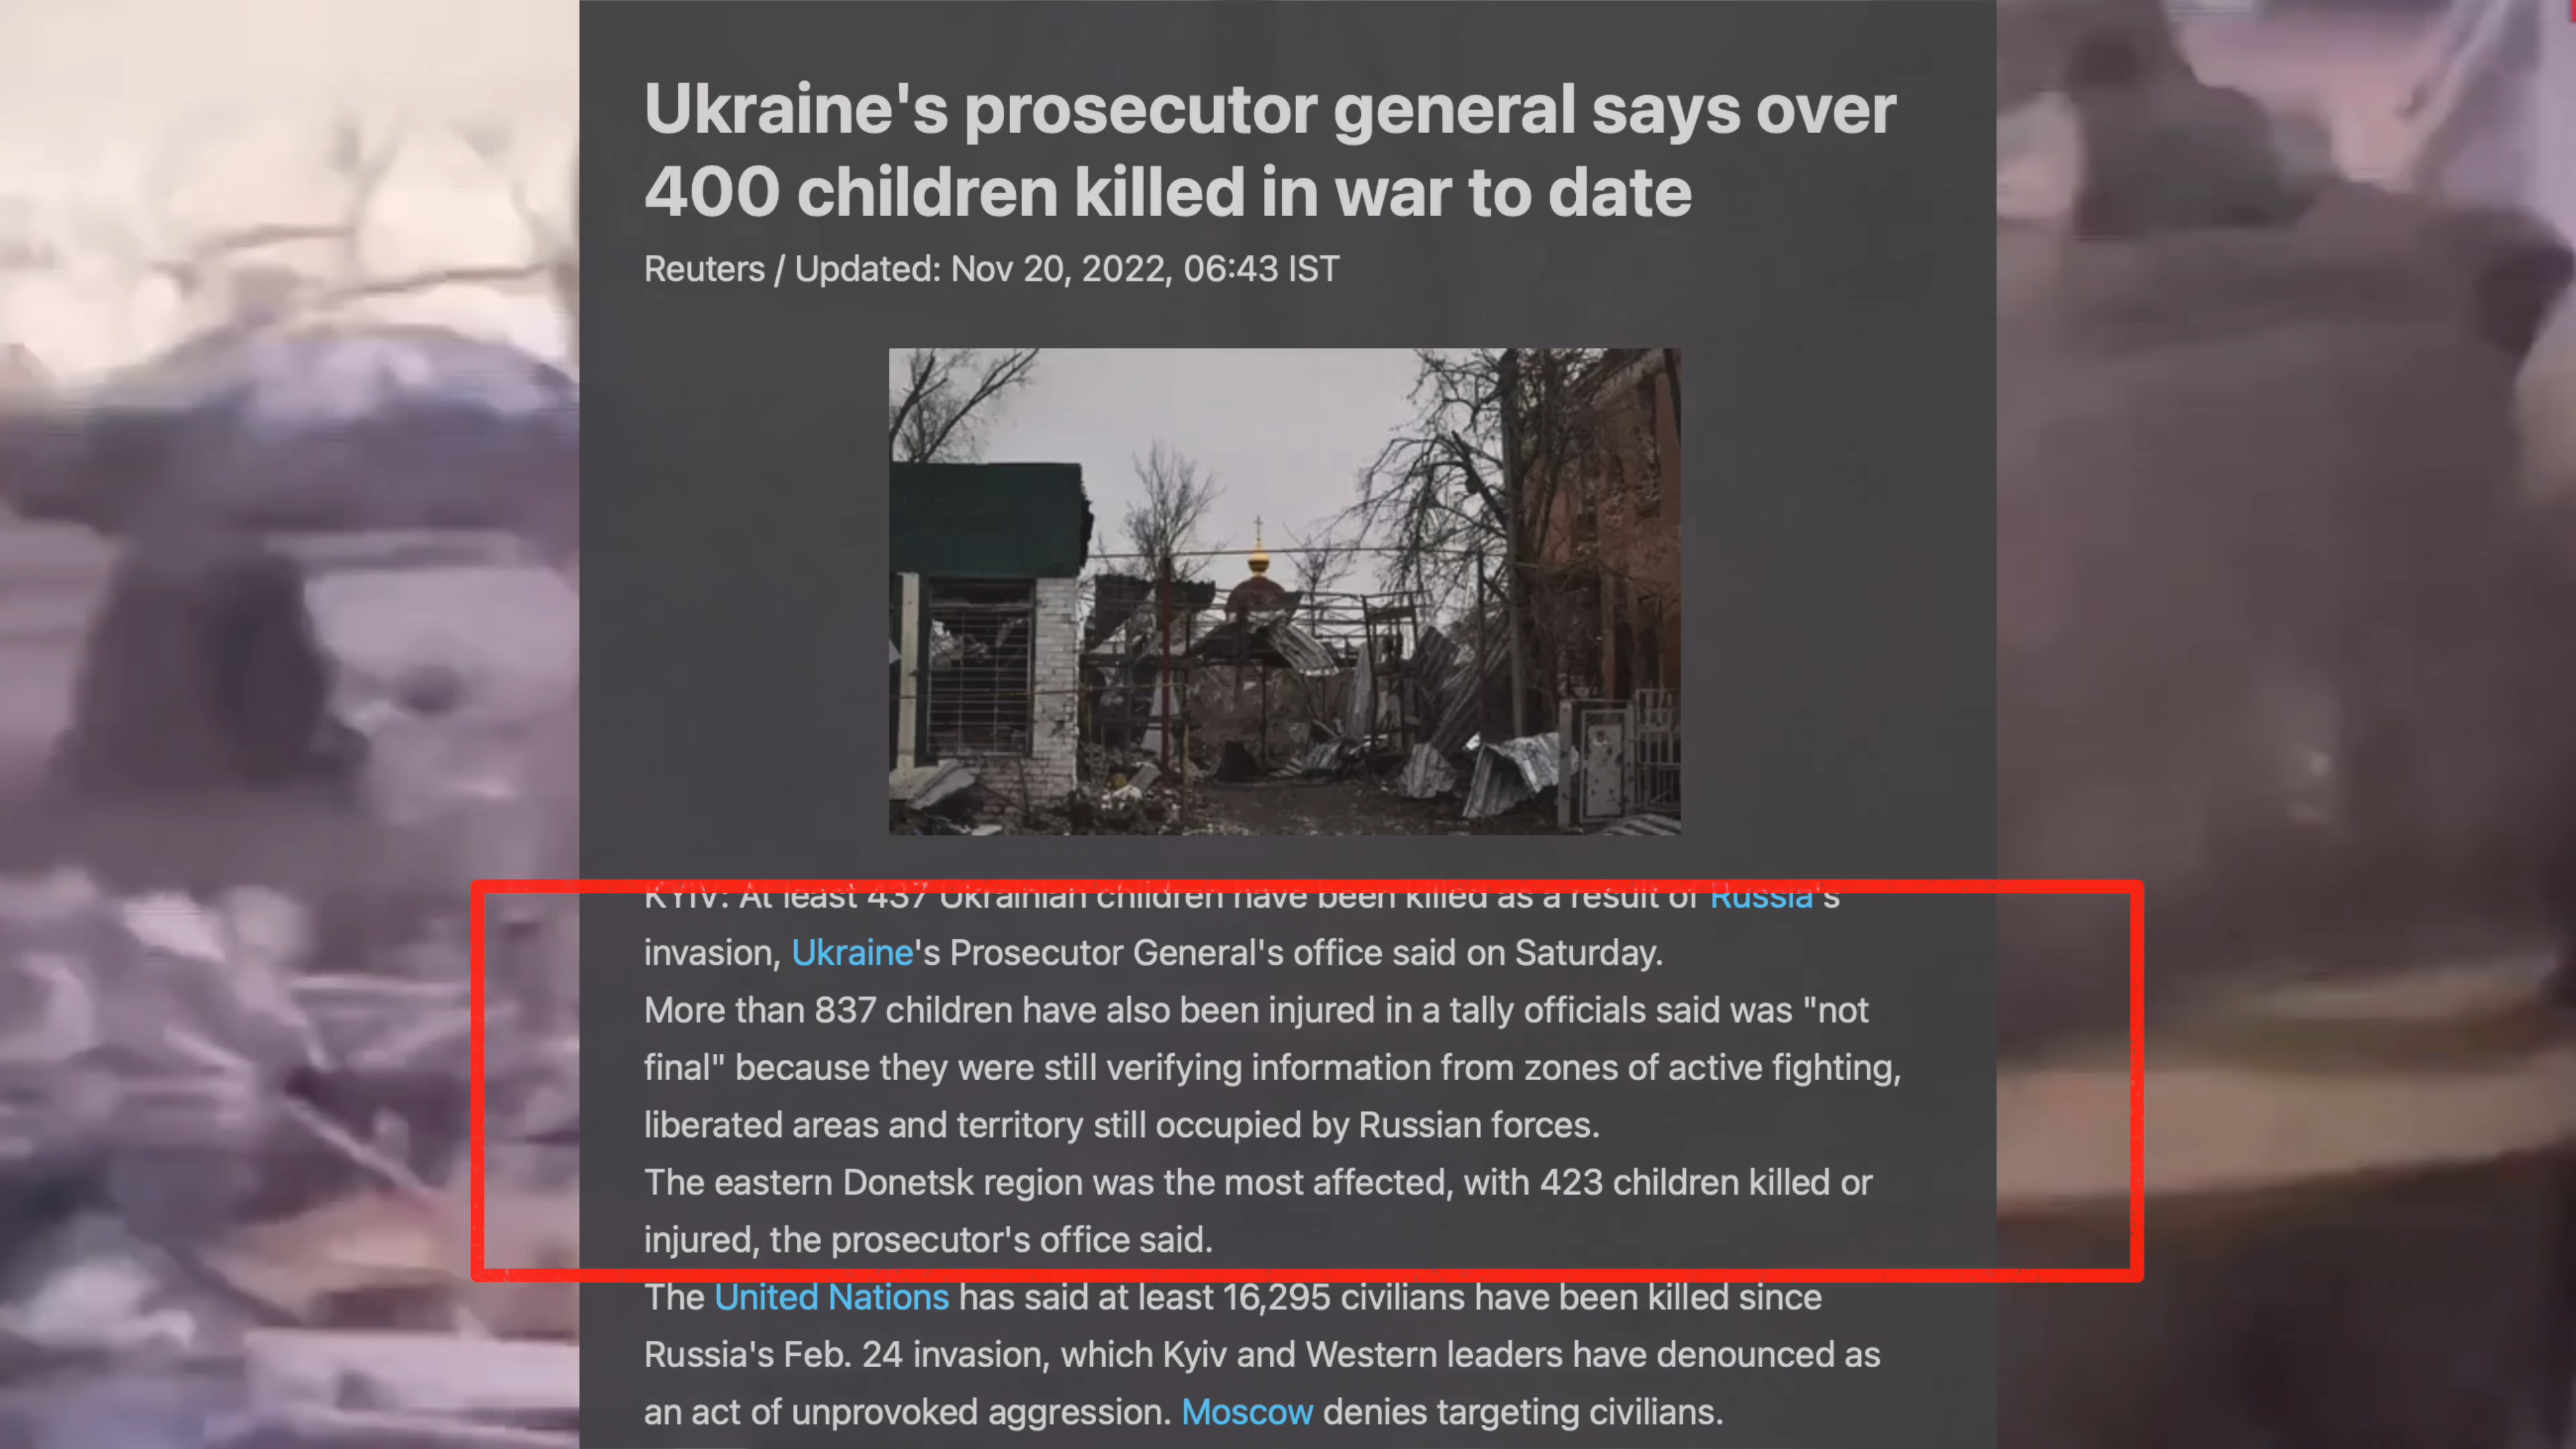 Ukraine's prosecutor general says over
400 children killed in war to date
Reuters / Updated: Nov 20, 2022, 06:43 IST
KYIV: At least 437 Ukrainian children have been killed as a result of Russia's
invasion, Ukraine's Prosecutor General's office said on Saturday.
More than 837 children have also been injured in a tally officials said was "not
final" because they were still verifying information from zones of active fighting,
liberated areas and territory still occupied by Russian forces.
The eastern Donetsk region was the most affected, with 423 children killed or
injured, the prosecutor's office said.
The United Nations has said at least 16,295 civilians have been killed since
Russia's Feb. 24 invasion, which Kyiv and Western leaders have denounced as
an act of unprovoked aggression. Moscow denies targeting civilians.